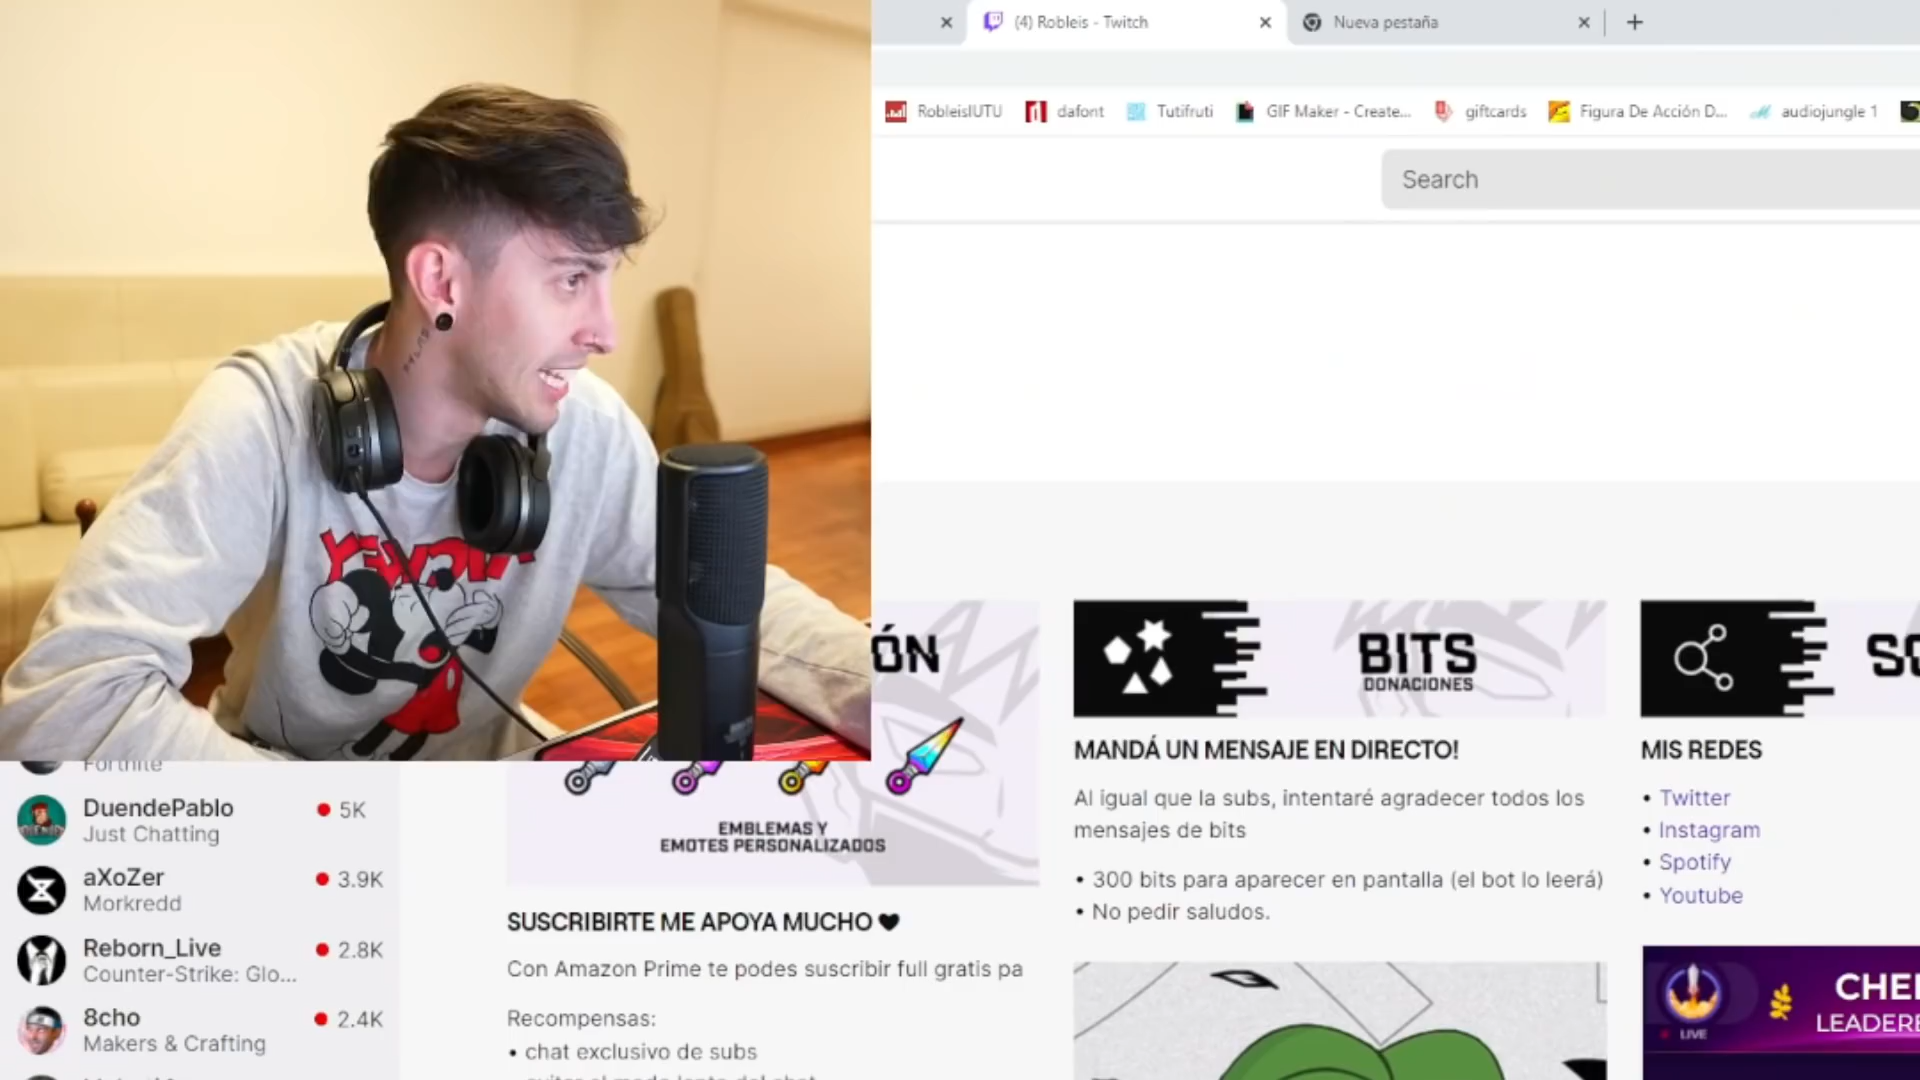 (4) Robleis - Twitch
Nueva pestaña
RobleisIUTU
dafont
Tutifruti
GIF Maker - Create...
giftcards
Figura De Acción D...
audiojungle 1
Search
MICKEY
ÓN
BITS
DONACIONES
SO
MANDÁ UN MENSAJE EN DIRECTO!
MIS REDES
Fortnite
DuendePablo
5K
Just Chatting
aXoZer
3.9K
Morkredd
Reborn_Live
2.8K
Counter-Strike: Glo...
8cho
2.4K
Makers & Crafting
EMBLEMAS Y
EMOTES PERSONALIZADOS
SUSCRIBIRTE ME APOYA MUCHO ♥
Con Amazon Prime te podes suscribir full gratis pa
Recompensas:
• chat exclusivo de subs
Al igual que la subs, intentaré agradecer todos los
mensajes de bits
• 300 bits para aparecer en pantalla (el bot lo leerá)
• No pedir saludos.
• Twitter
• Instagram
• Spotify
• Youtube
LIVE
CHE
LEADER